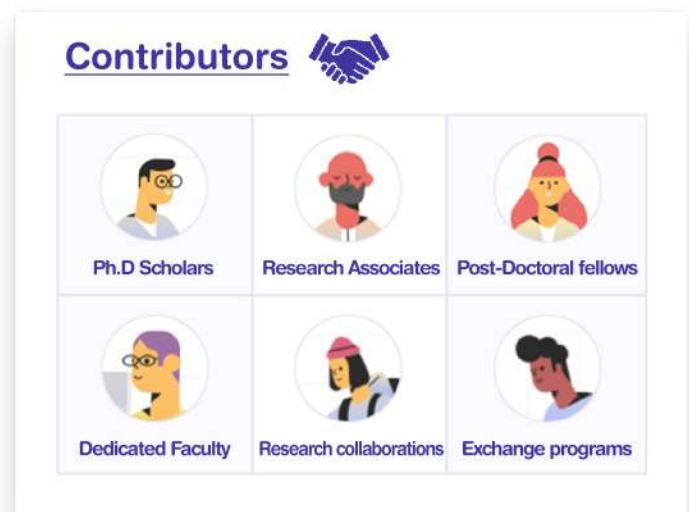 Contributors
Ph.D Scholars
Research Associates
Post-Doctoral fellows
Dedicated Faculty
Research collaborations
Exchange programs